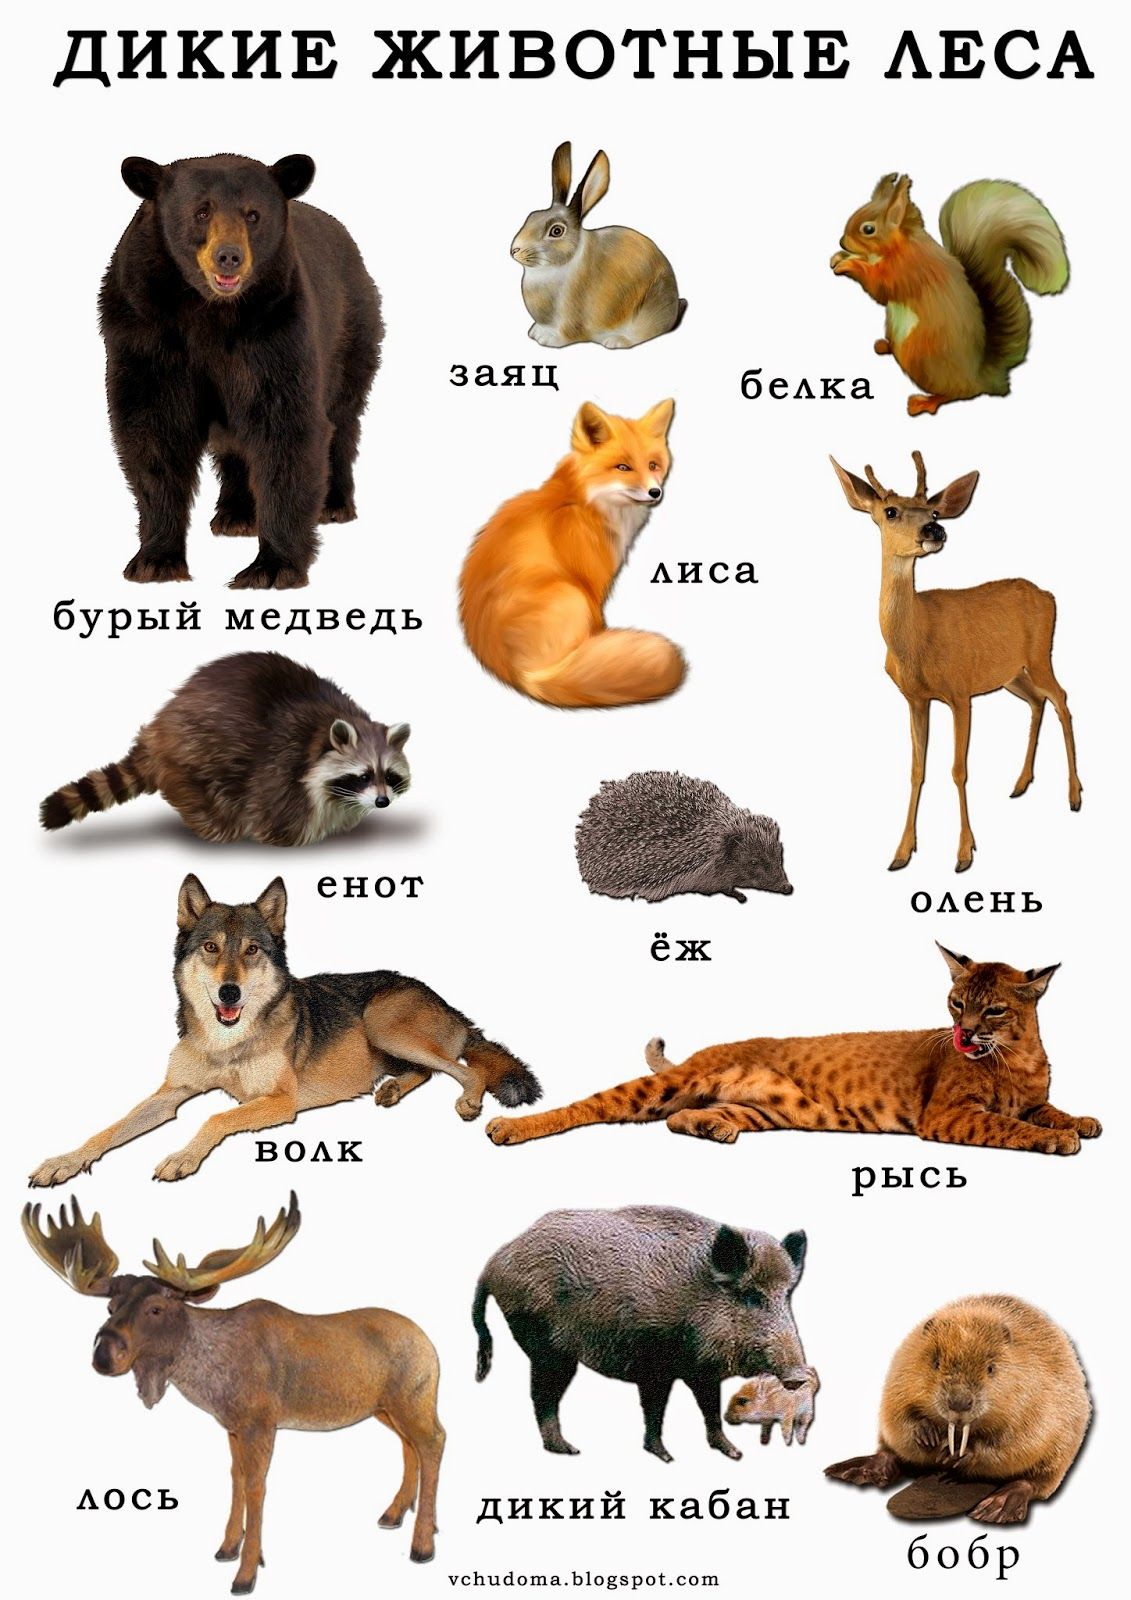 ДИКИЕ ЖИВОТНЫЕ ЛЕСА
заяц
белка
лиса
бурый медведь
енот
олень
ёж
волк
рысь
лось
дикий кабан
бобр
vchudoma.blogspot.com